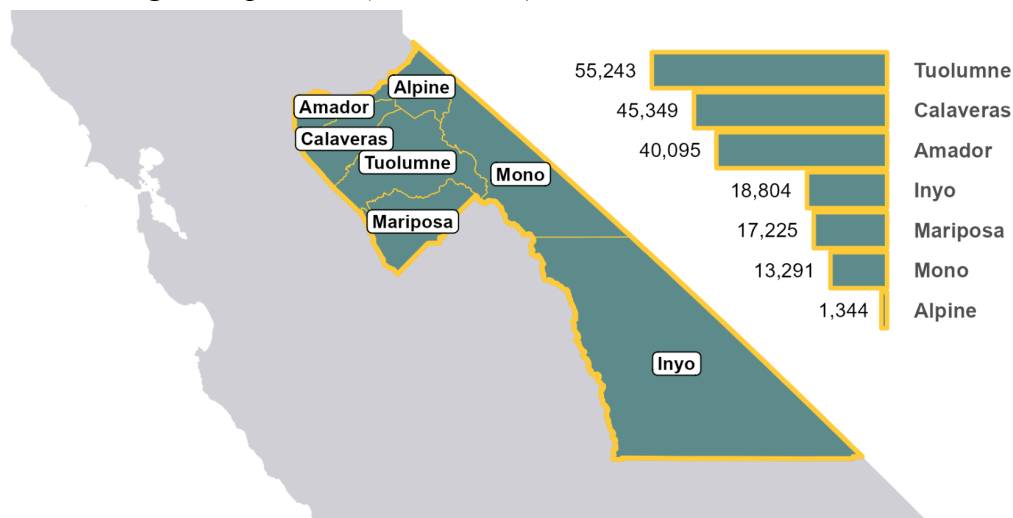 Alpine
Amador
Calaveras
Tuolumne
Mono
Mariposa
Inyo
55,243 Tuolumne
45,349 Calaveras
40,095 Amador
18,804 Inyo
17,225 Mariposa
13,291 Mono
1,344 Alpine